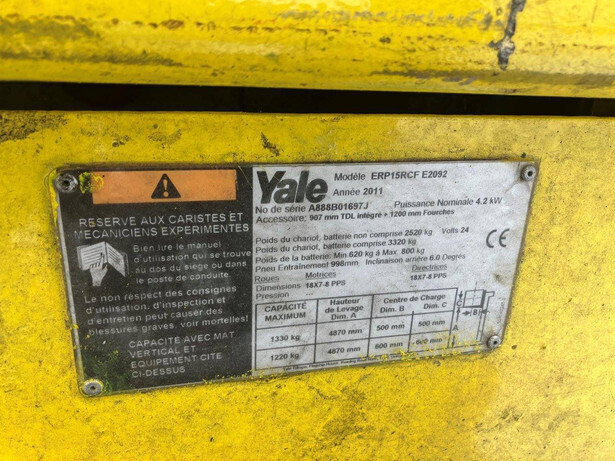 RESERVE AUX CARISTES ET
MECANICIENS EXPERIMENTES
Bien lire le manuel
d'utilisation qui se trouve
au dos du siège ou dans
le poste de conduite.
Le non respect des consignes
d'utilisation, d'inspection et
d'entretien peut causer des
blessures graves. voir mortelles!
CAPACITE AVEC MAT
VERTICAL ET
EQUIPEMENT CITE
CI-DESSUS
Yale
Modèle ERP15RCF E2092
Année 2011
Puissance Nominale 4.2 kW
No de série A888B01697J
Accessoire: 907 mm TDL intégré + 1200 mm Fourches
Poids du chariot, batterie non comprise 2520 kg Volts 24
Poids du chariot, batterie comprise 3320 kg
Poids de la batterie: Min 620 kg à Max. 800 kg
Pneu Entraînement 998mm Inclinaison arrière 6.0 Degres
Roues Motrices Directrices
Dimensions 18X7-8 PPS 18X7-8 PPS
Pression —
CAPACITÉ MAXIMUM Hauteur de Levage Dim. A Centre de Charge Dim. B Dim. C
1330 kg 4870 mm 500 mm 500 mm
1220 kg 4870 mm 600 mm 600 mm
CE
C
B
A